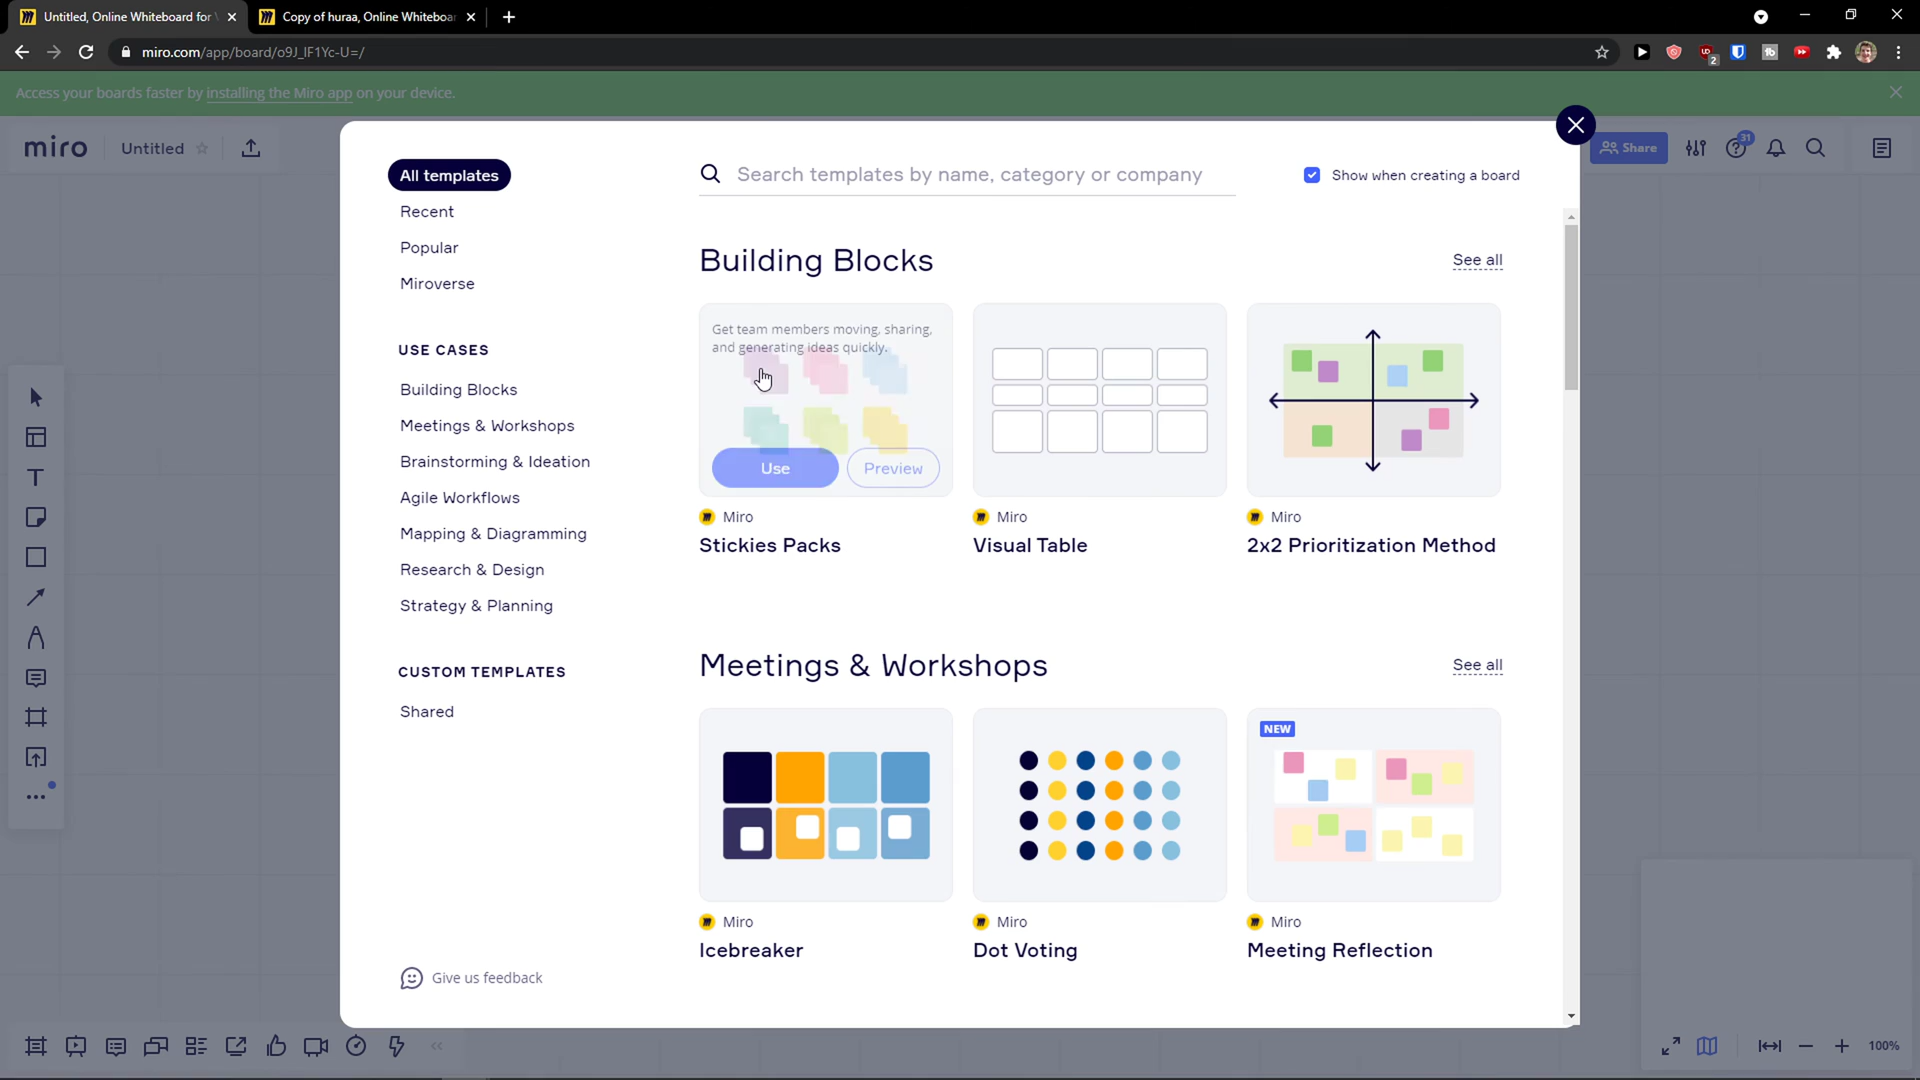 Untitled, Online Whiteboard for
Copy of huraa, Online Whiteboar
miro.com/app/board/o9J_lF1Yc-U=/
2
Access your boards faster by installing the Miro app on your device.
miro
Untitled
Share
31
All templates
Search templates by name, category or company
Show when creating a board
Recent
Popular
Miroverse
USE CASES
Building Blocks
Meetings & Workshops
Brainstorming & Ideation
Agile Workflows
Mapping & Diagramming
Research & Design
Strategy & Planning
CUSTOM TEMPLATES
Shared
Give us feedback
Building Blocks
See all
Get team members moving, sharing,
and generating ideas quickly.
Use
Preview
Miro
Stickies Packs
Miro
Visual Table
Miro
2x2 Prioritization Method
Meetings & Workshops
See all
NEW
Miro
Icebreaker
Miro
Dot Voting
Miro
Meeting Reflection
100%